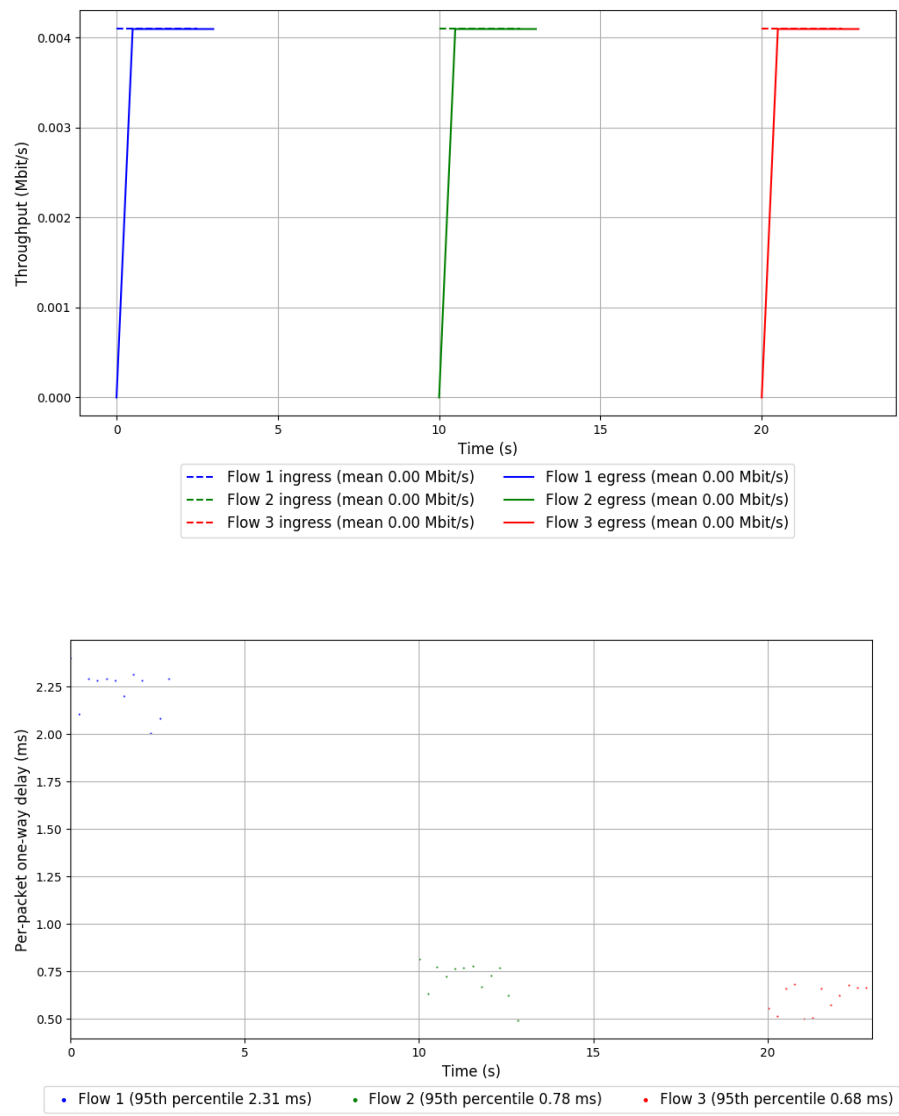 0.004
0.003
0.002
0.001
0.000
Throughput (Mbit/s)
0 5 10 15 20
Time (s)
Flow 1 ingress (mean 0.00 Mbit/s) Flow 1 egress (mean 0.00 Mbit/s)
Flow 2 ingress (mean 0.00 Mbit/s) Flow 2 egress (mean 0.00 Mbit/s)
Flow 3 ingress (mean 0.00 Mbit/s) Flow 3 egress (mean 0.00 Mbit/s)
2.25
2.00
1.75
1.50
1.25
1.00
0.75
0.50
Per-packet one-way delay (ms)
0 5 10 15 20
Time (s)
Flow 1 (95th percentile 2.31 ms) Flow 2 (95th percentile 0.78 ms) Flow 3 (95th percentile 0.68 ms)